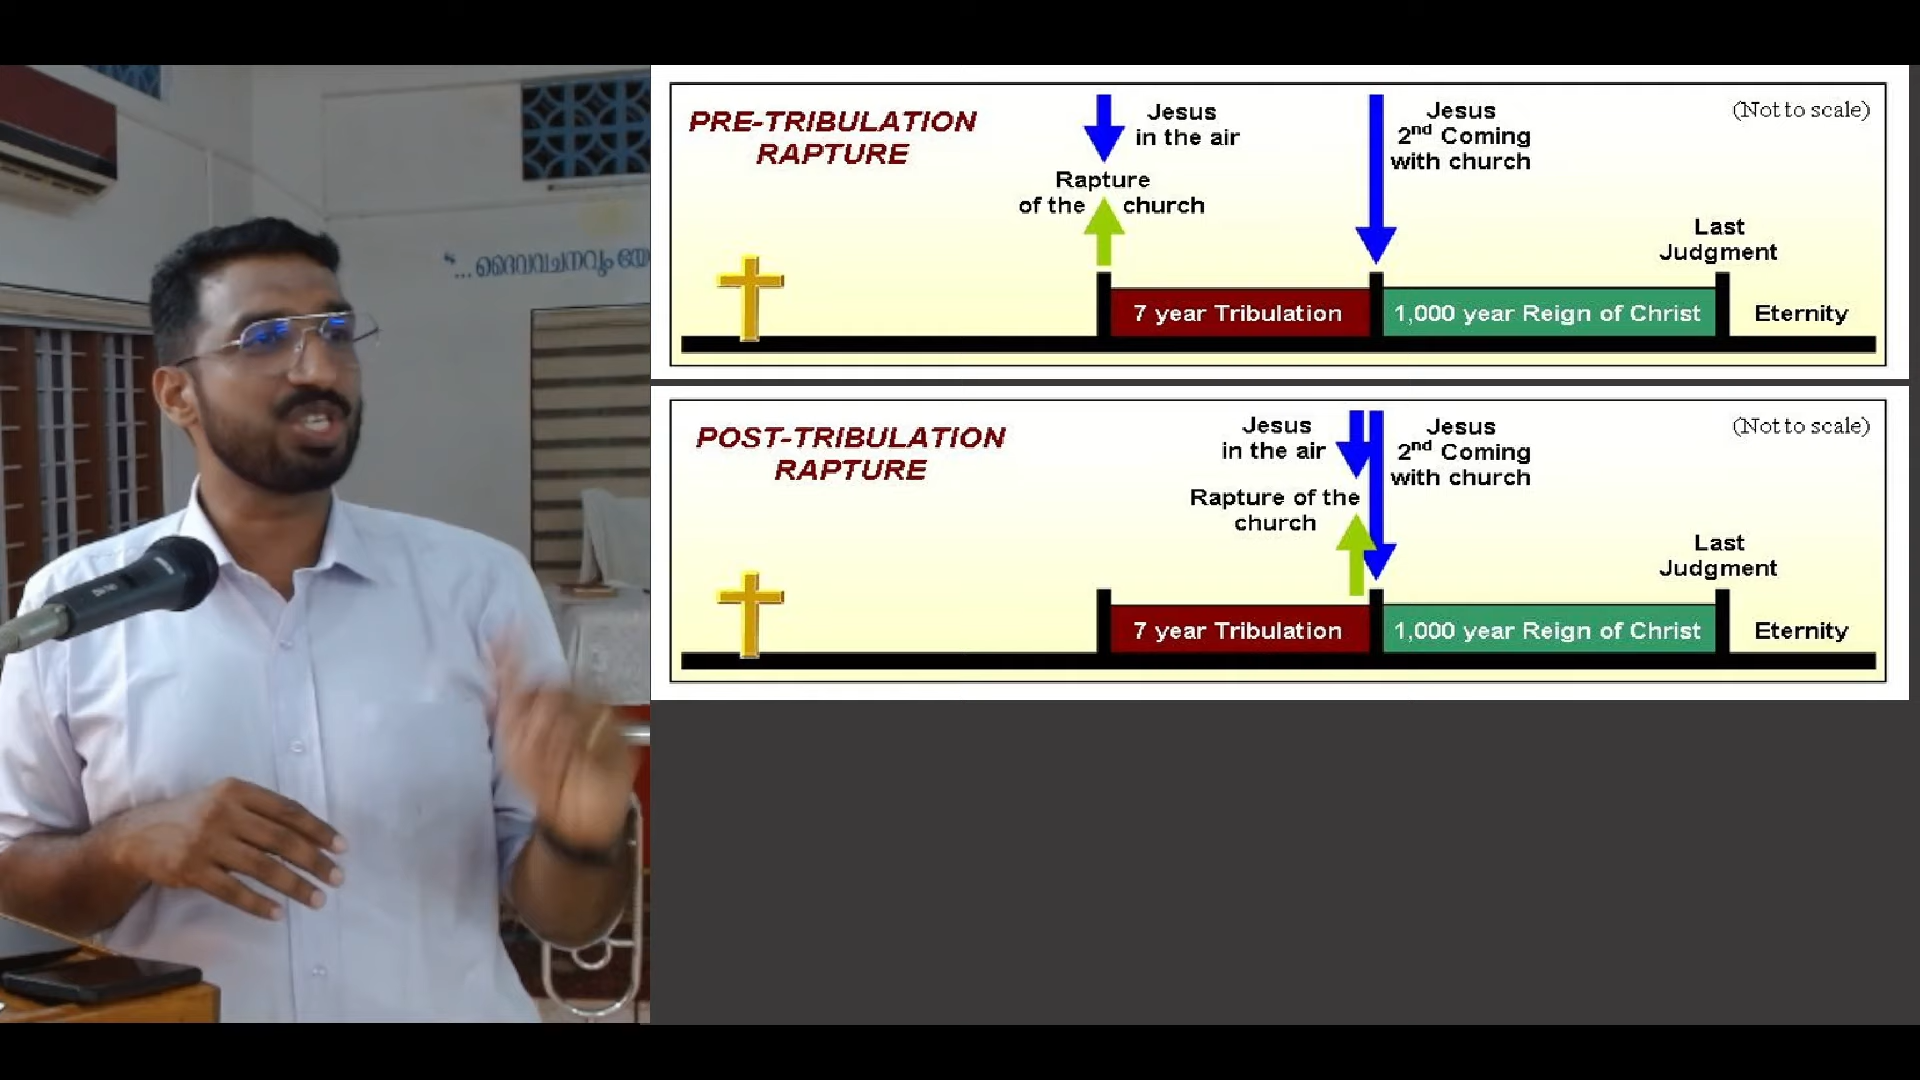 "... ദൈവവചനവും യേ
PRE-TRIBULATION
RAPTURE
Jesus
in the air
Rapture
of the church
Jesus
2nd Coming
with church
(Not to scale)
Last
Judgment
7 year Tribulation
1,000 year Reign of Christ
Eternity
POST-TRIBULATION
RAPTURE
Jesus
in the air
Rapture of the
church
Jesus
2nd Coming
with church
(Not to scale)
Last
Judgment
7 year Tribulation
1,000 year Reign of Christ
Eternity